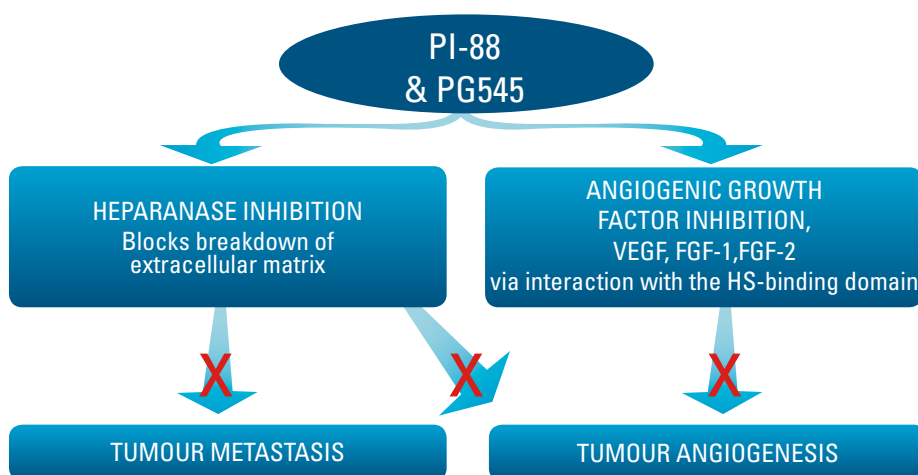 PI-88
& PG545
HEPARANASE INHIBITION
Blocks breakdown of
extracellular matrix
ANGIOGENIC GROWTH
FACTOR INHIBITION,
VEGF, FGF-1,FGF-2
via interaction with the HS-binding domain
X
X
X
TUMOUR METASTASIS
TUMOUR ANGIOGENESIS